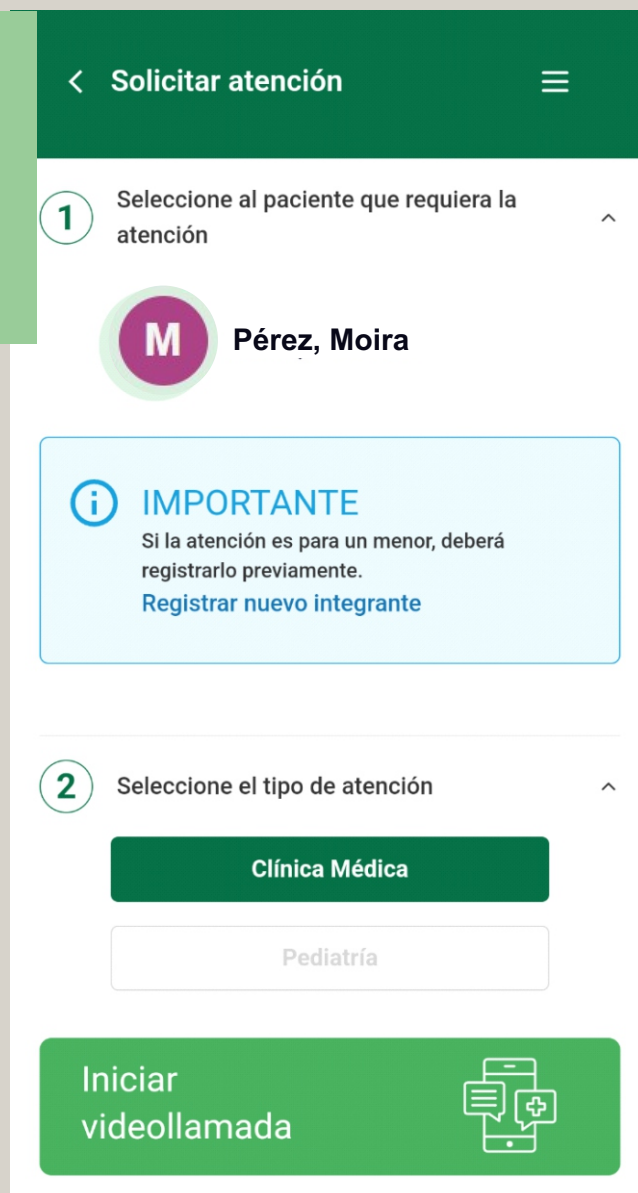 Solicitar atención
1
Seleccione al paciente que requiera la
atención
M
Pérez, Moira
IMPORTANTE
Si la atención es para un menor, deberá
registrarlo previamente.
Registrar nuevo integrante
2
Seleccione el tipo de atención
Clínica Médica
Pediatría
Iniciar
videollamada